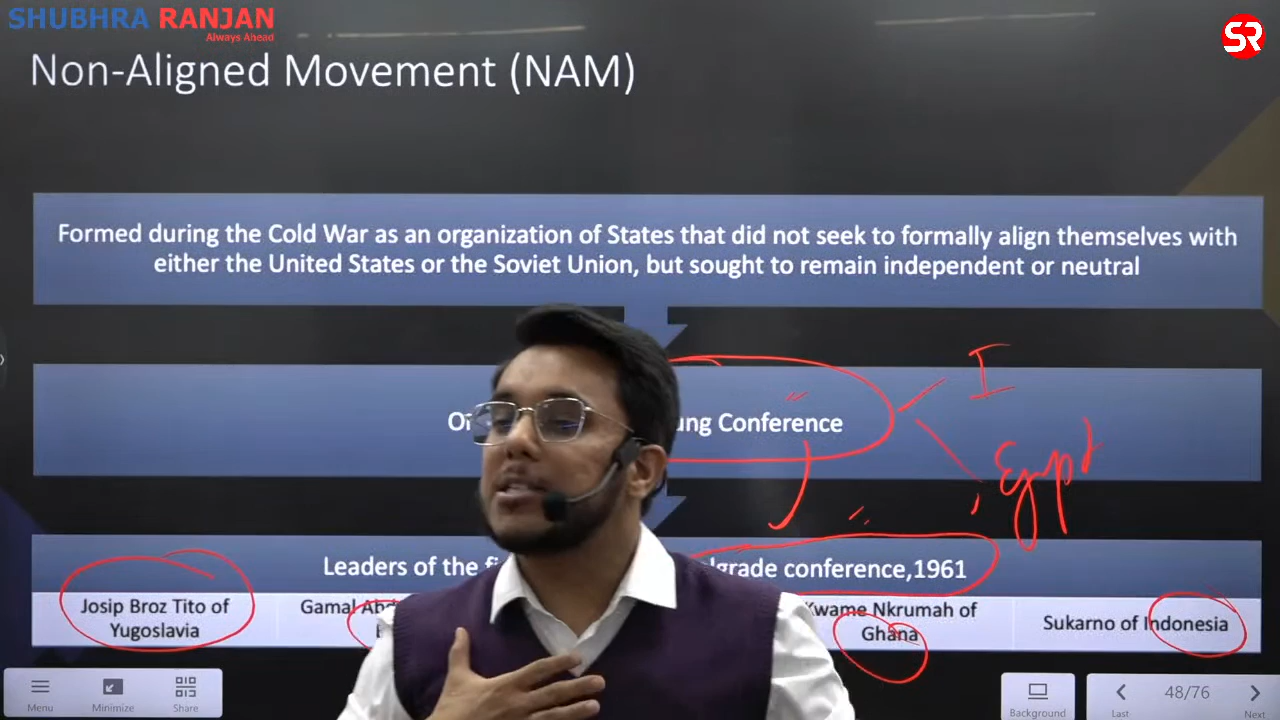 SHUBHRA RANJAN
Always Ahead
SR
Non-Aligned Movement (NAM)
Formed during the Cold War as an organization of States that did not seek to formally align themselves with
either the United States or the Soviet Union, but sought to remain independent or neutral
Conference
I
Egypt
Leaders of the conference,1961
Josip Broz Tito of
Yugoslavia
Gamal
Kwame Nkrumah of
Ghana
Sukarno of Indonesia
Menu
Minimize
Share
Background
Last
48/76
Next